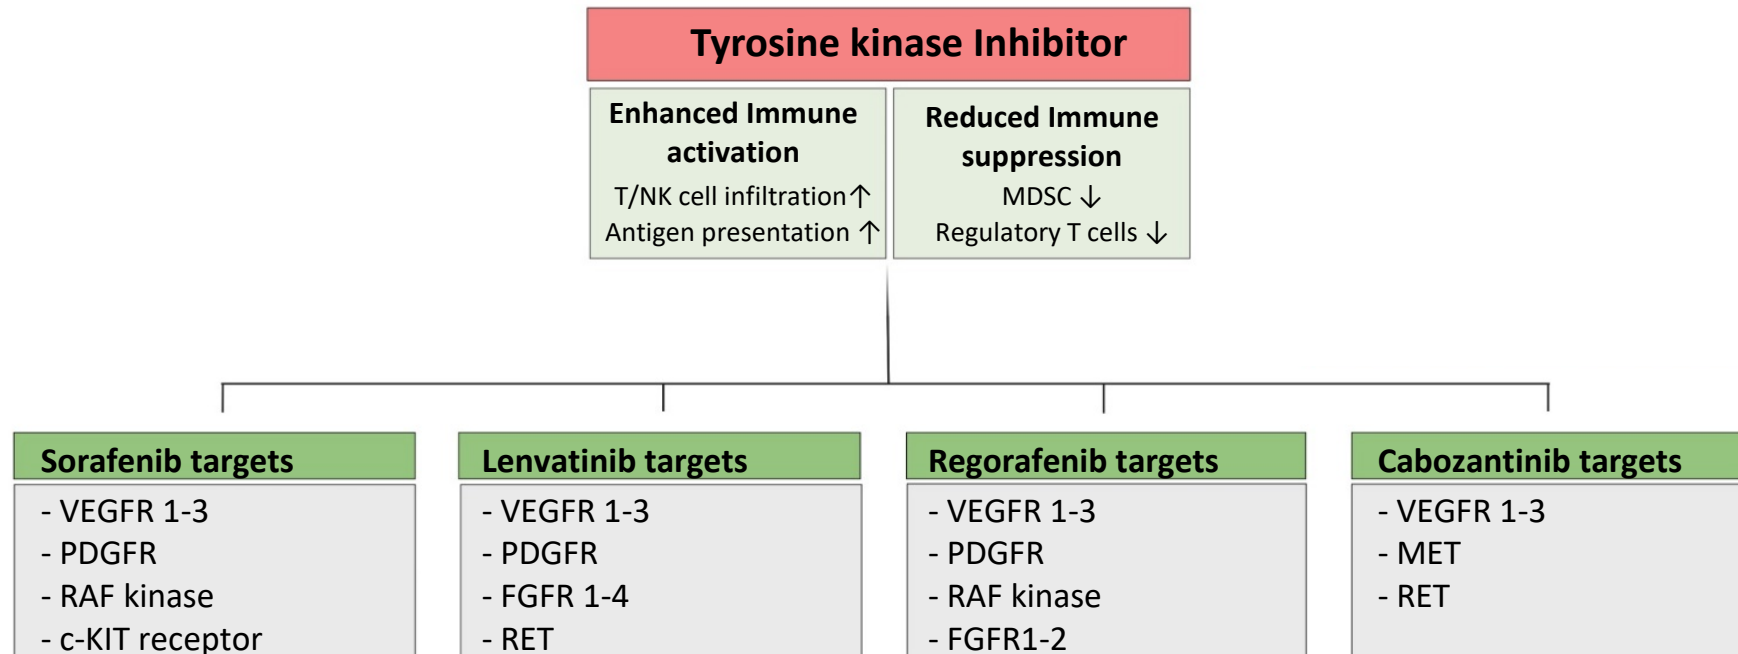 Tyrosine kinase Inhibitor
Enhanced Immune
activation
T/NK cell infiltration↑
Antigen presentation ↑
Reduced Immune
suppression
MDSC ↓
Regulatory T cells ↓
Sorafenib targets
- VEGFR 1-3
- PDGFR
- RAF kinase
- c-KIT receptor
Lenvatinib targets
- VEGFR 1-3
- PDGFR
- FGFR 1-4
- RET
Regorafenib targets
- VEGFR 1-3
- PDGFR
- RAF kinase
- FGFR1-2
Cabozantinib targets
- VEGFR 1-3
- MET
- RET